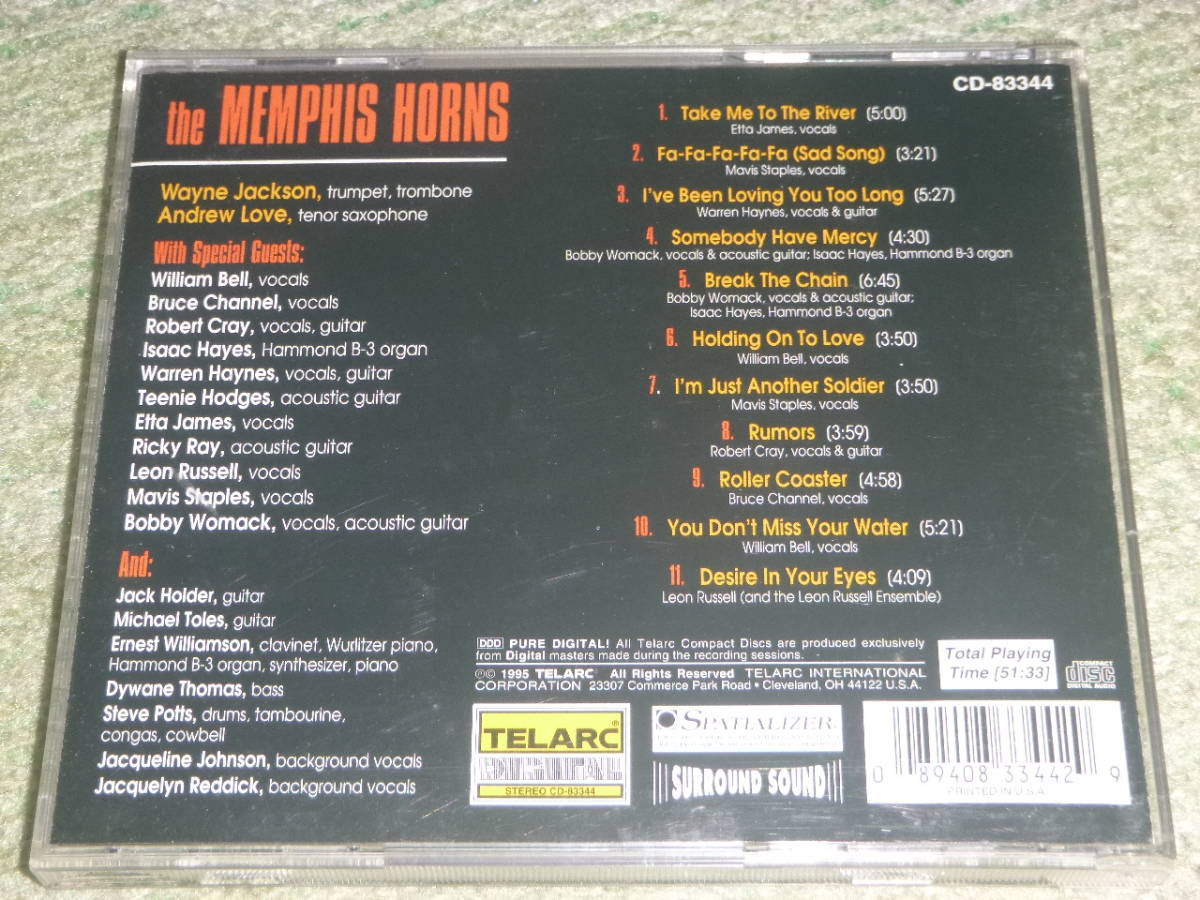 the MEMPHIS HORNS
Wayne Jackson, trumpet, trombone
Andrew Love, tenor saxophone
With Special Guests:
William Bell, vocals
Bruce Channel, vocals
Robert Cray, vocals, guitar
Isaac Hayes, Hammond B-3 organ
Warren Haynes, vocals, guitar
Teenie Hodges, acoustic guitar
Etta James, vocals
Ricky Ray, acoustic guitar
Leon Russell, vocals
Mavis Staples, vocals
Bobby Womack, vocals, acoustic guitar
And:
Jack Holder, guitar
Michael Toles, guitar
Ernest Williamson, clavinet, Wurlitzer piano,
Hammond B-3 organ, synthesizer, piano
Dywane Thomas, bass
Steve Potts, drums, tambourine,
congas, cowbell
Jacqueline Johnson, background vocals
Jacquelyn Reddick, background vocals
CD-83344
1. Take Me To The River (5:00)
Etta James, vocals
2. Fa-Fa-Fa-Fa-Fa (Sad Song) (3:21)
Mavis Staples, vocals
3. I've Been Loving You Too Long (5:27)
Warren Haynes, vocals & guitar
4. Somebody Have Mercy (4:30)
Bobby Womack, vocals & acoustic guitar; Isaac Hayes, Hammond B-3 organ
5. Break The Chain (6:45)
Bobby Womack, vocals & acoustic guitar;
Isaac Hayes, Hammond B-3 organ
6. Holding On To Love (3:50)
William Bell, vocals
7. I'm Just Another Soldier (3:50)
Mavis Staples, vocals
8. Rumors (3:59)
Robert Cray, vocals & guitar
9. Roller Coaster (4:58)
Bruce Channel, vocals
10. You Don't Miss Your Water (5:21)
William Bell, vocals
11. Desire In Your Eyes (4:09)
Leon Russell (and the Leon Russell Ensemble)
DDD PURE DIGITAL! All Telarc Compact Discs are produced exclusively
from Digital masters made during the recording sessions.
℗© 1995 TELARC All Rights Reserved TELARC INTERNATIONAL
CORPORATION 23307 Commerce Park Road • Cleveland, OH 44122 U.S.A.
Total Playing
Time [51:33]
COMPACT
disc
DIGITAL AUDIO
TELARC®
DIGITAL
STEREO CD-83344
SPATIALIZER
SURROUND SOUND
0 89408 33442 9
PRINTED IN U.S.A.